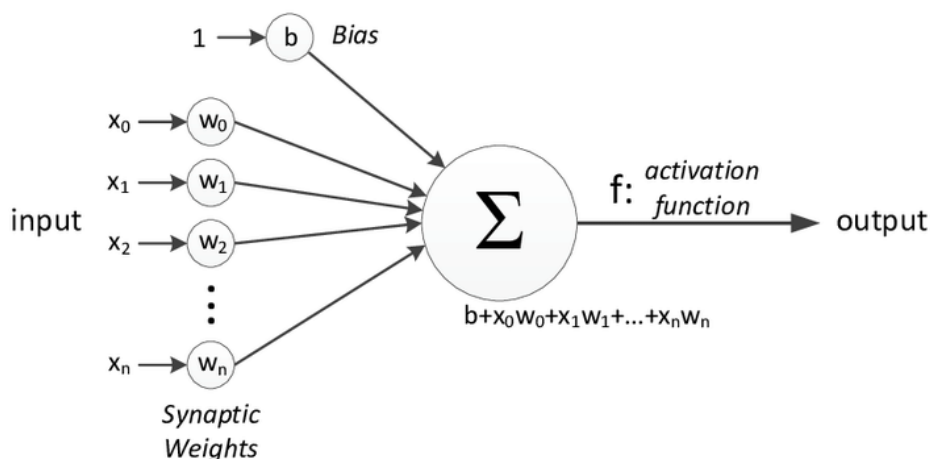 1 b Bias
x₀ w₀
x₁ w₁
input
x₂ w₂
xₙ wₙ
Synaptic
Weights
Σ
b+x₀w₀+x₁w₁+...+xₙwₙ
f: activation
function
output